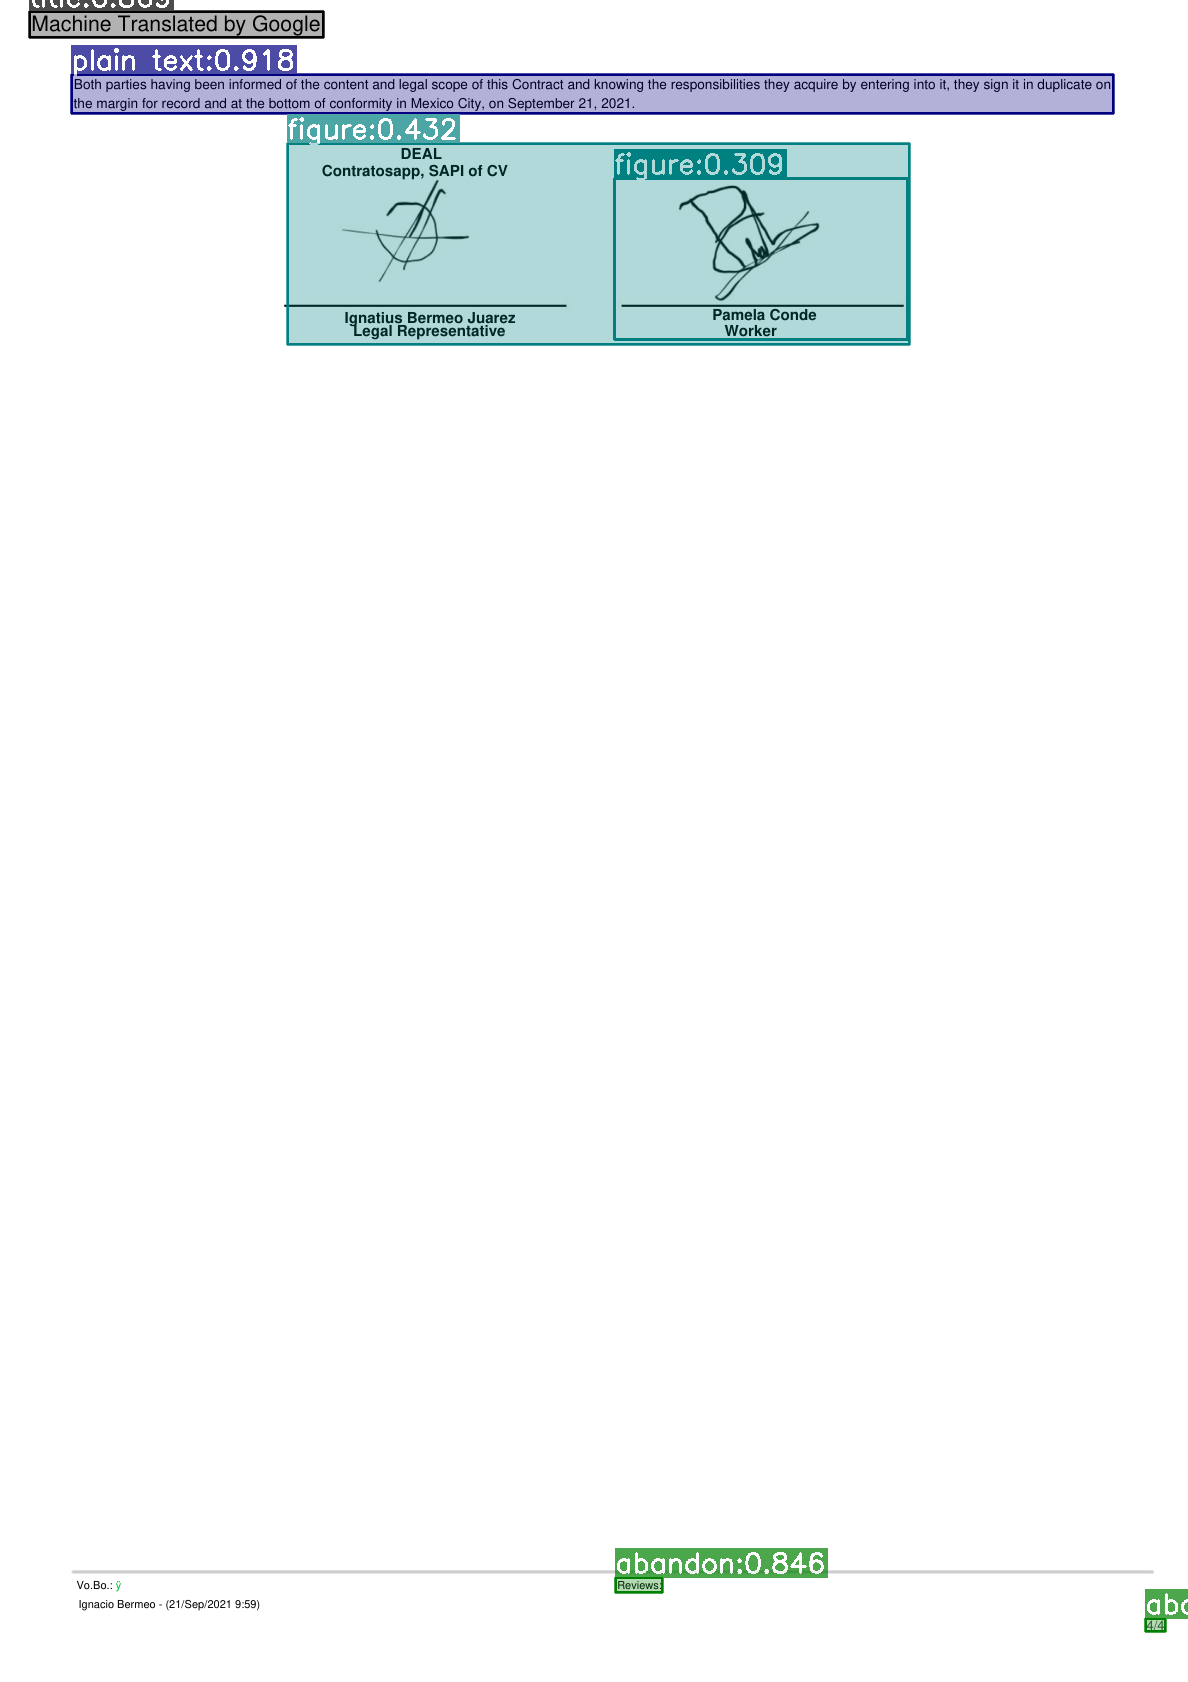 title:0.869
Machine Translated by Google
plain text:0.918
Both parties having been informed of the content and legal scope of this Contract and knowing the responsibilities they acquire by entering into it, they sign it in duplicate on
the margin for record and at the bottom of conformity in Mexico City, on September 21, 2021.
figure:0.432
DEAL
Contratosapp, SAPI of CV
figure:0.309
Ignatius Bermeo Juarez
Legal Representative
Pamela Conde
Worker
abandon:0.846
Vo.Bo.: ÿ
Reviews:
Ignacio Bermeo - (21/Sep/2021 9:59)
aba
4/4